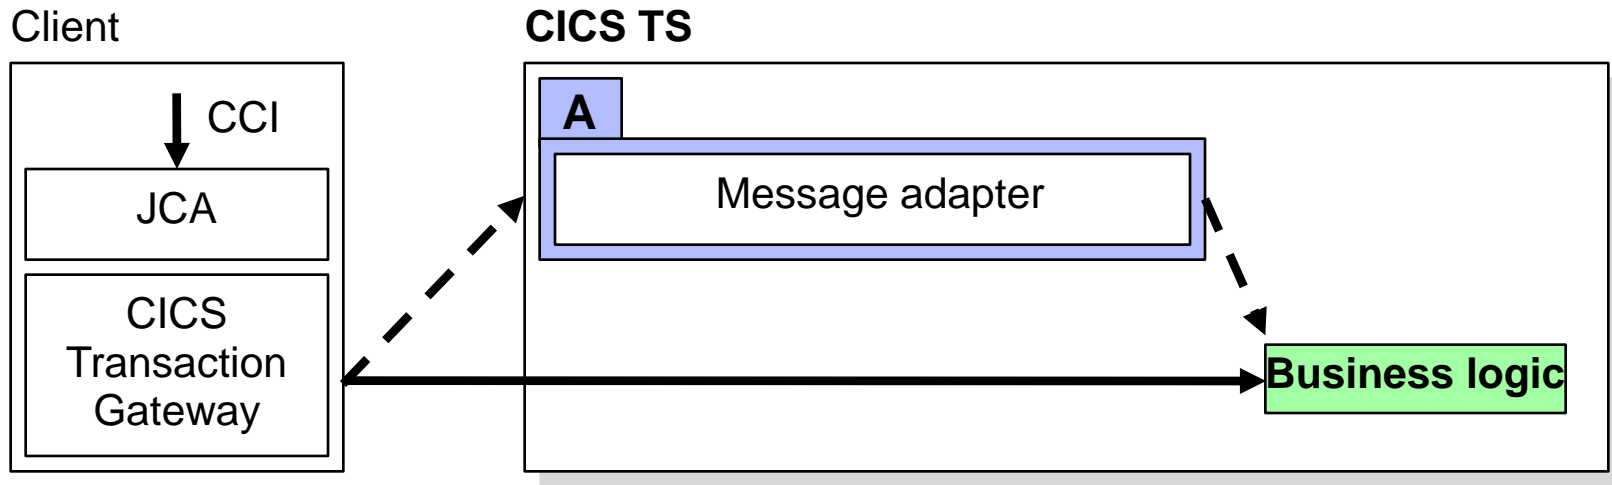 Client
CICS TS
CCI
JCA
CICS
Transaction
Gateway
A
Message adapter
Business logic